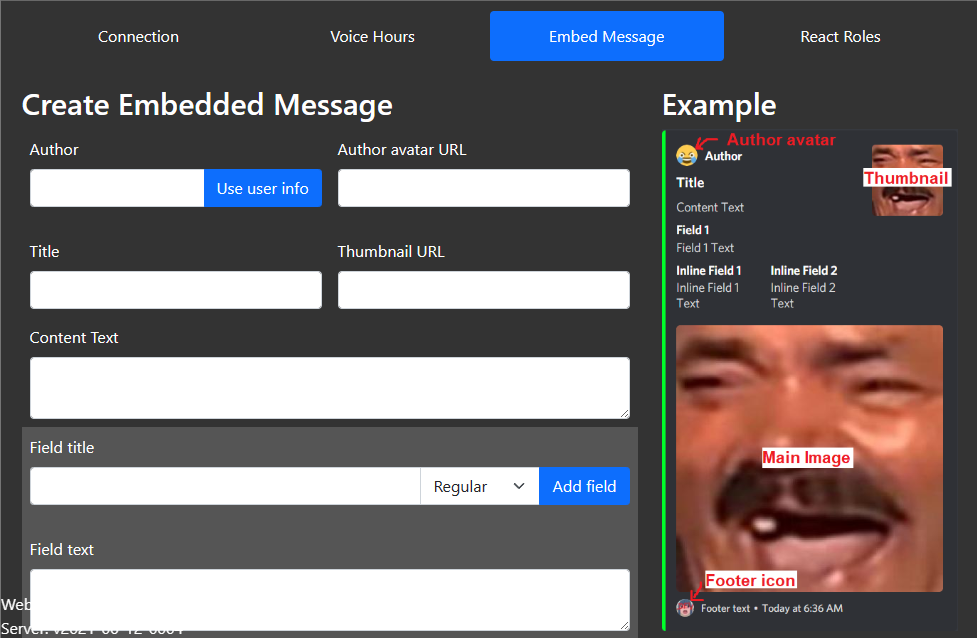 Connection Voice Hours Embed Message React Roles
Create Embedded Message
Author
Author avatar URL
Use user info
Title
Thumbnail URL
Content Text
Field title
Regular
Add field
Field text
Web
Server:
Example
Author avatar
Author
Thumbnail
Title
Content Text
Field 1
Field 1 Text
Inline Field 1 Inline Field 2
Inline Field 1 Inline Field 2
Text Text
Main Image
Footer icon
Footer text • Today at 6:36 AM